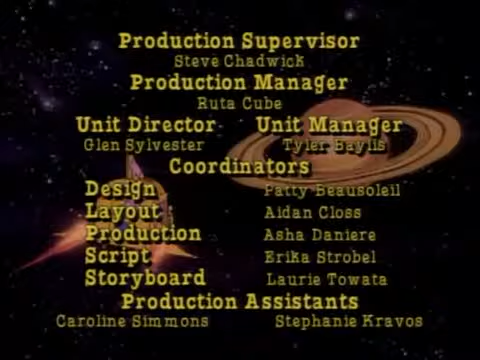 Production Supervisor
Steve Chadwick
Production Manager
Ruta Cube
Unit Director Unit Manager
Glen Sylvester Tyler Baylis
Coordinators
Design Patty Beausoleil
Layout Aidan Closs
Production Asha Daniere
Script Erika Strobel
Storyboard Laurie Towata
Production Assistants
Caroline Simmons Stephanie Kravos